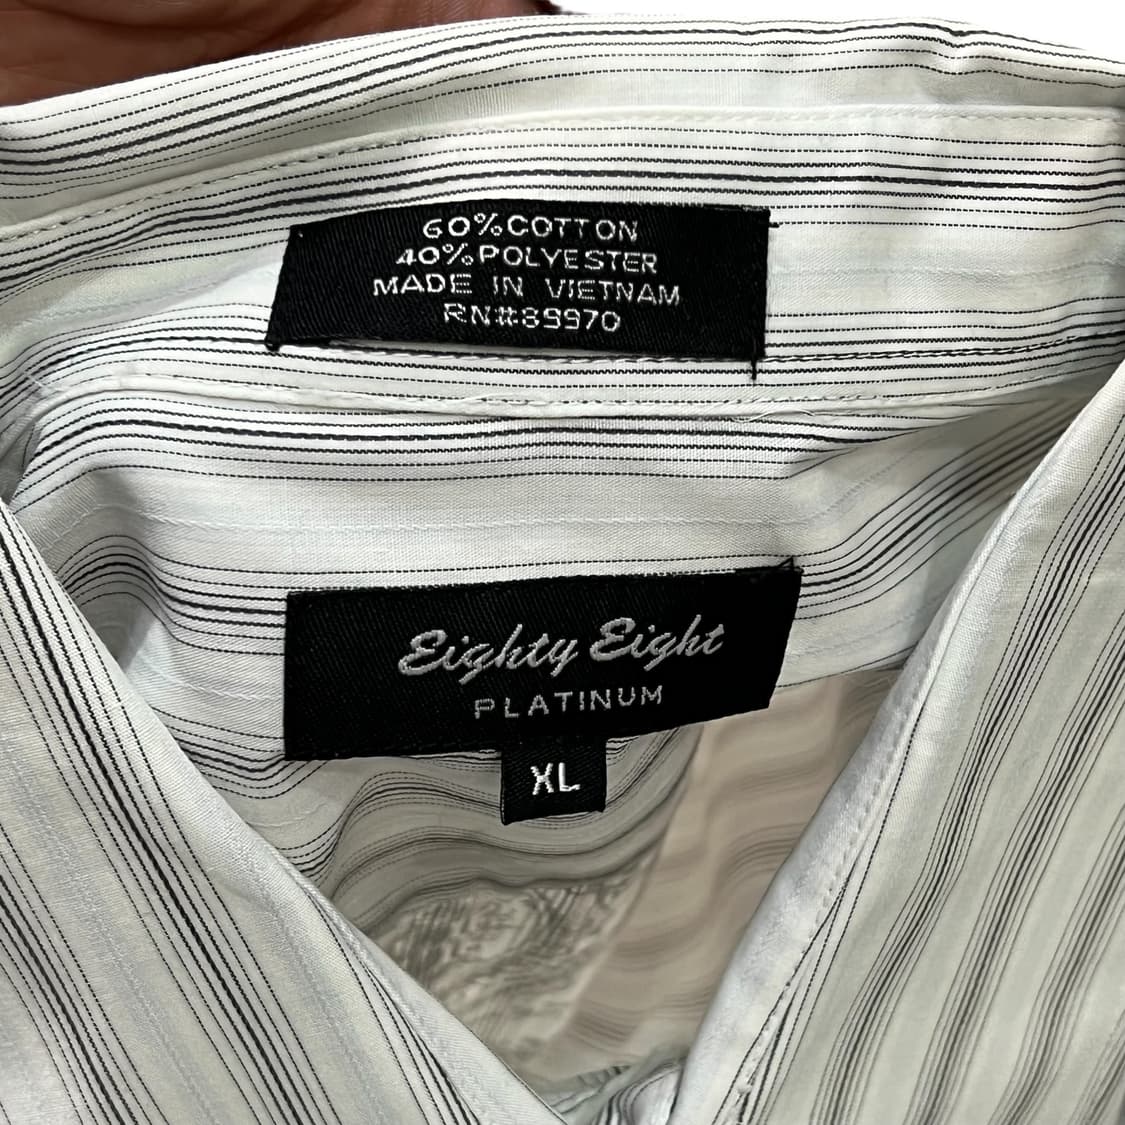 60% COTTON
40% POLYESTER
MADE IN VIETNAM
RN#89970
Eighty Eight
PLATINUM
XL